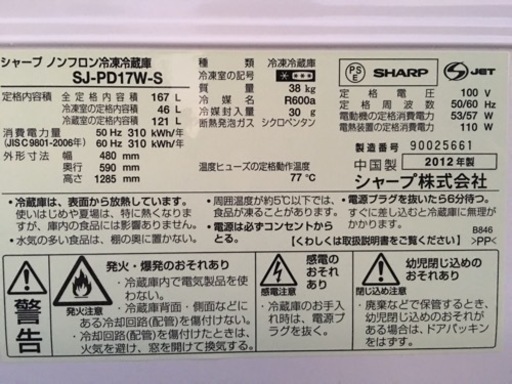 シャープ ノンフロン冷凍冷蔵庫
SJ-PD17W-S
定格内容積 全定格内容積 167 L
冷凍室の定格内容積 46 L
冷蔵室の定格内容積 121 L
消費電力量 50 Hz 310 kWh/年
(JIS C 9801-2006年) 60 Hz 310 kWh/年
外形寸法 幅 480 mm
奥行 590 mm
高さ 1285 mm
種類 冷凍冷蔵庫
冷凍室の記号
質量 38 kg
冷媒名 R600a
冷媒封入量 30 g
断熱発泡ガス シクロペンタン
温度ヒューズの定格動作温度
77 ℃
PS
E
SHARP
JET
定格電圧 100 V
定格周波数 50/60 Hz
電動機の定格消費電力 53/57 W
電熱装置の定格消費電力 110 W
製造番号 90025661
中国製 2012年製
シャープ株式会社
・冷蔵庫は、表面から放熱しています。
使いはじめや夏場は、特に熱くなりますが、
庫内の食品には影響ありません。
・水気の多い食品は、棚の奥に置かない。
・周囲温度が約5℃以下では、食品が凍ることがあります。
・電源は必ずコンセントからとる。
・電源プラグを抜いたら6分待つ。
すぐに差し込むと冷蔵庫に無理がかかります。
【くわしくは取扱説明書をご覧ください】
B846
>PP<
警告
発火・爆発のおそれあり
発火注意
・冷蔵庫内で電気製品を使わない。
・冷蔵庫背面・側面などにある冷却回路(配管)を傷付けない。
冷却回路(配管)を傷付けたときは、火気を避け、窓を開けて換気する。
感電のおそれあり
感電注意
・冷蔵庫のお手入れ時は、電源プラグを抜く。
幼児閉じ込めのおそれあり
幼児閉じ込め注意
・廃棄などで保管するとき、幼児閉じ込めのおそれがある場合は、ドアパッキンをはずす。